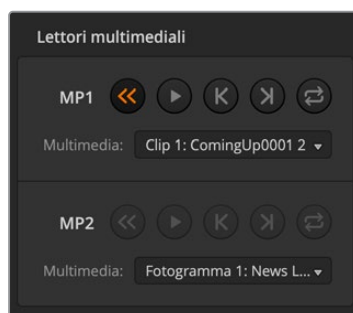 Lettori multimediali
MP1
Multimedia: Clip 1: ComingUp0001 2
MP2
Multimedia: Fotogramma 1: News L...